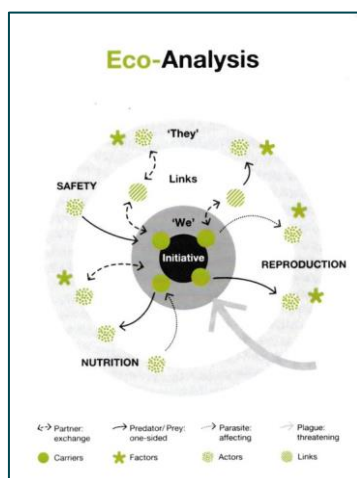 Eco-Analysis
'They'
Links
SAFETY
'We'
Initiative
REPRODUCTION
NUTRITION
Partner: Predator/Prey: Parasite: Plague:
exchange one-sided affecting threatening
Carriers Factors Actors Links